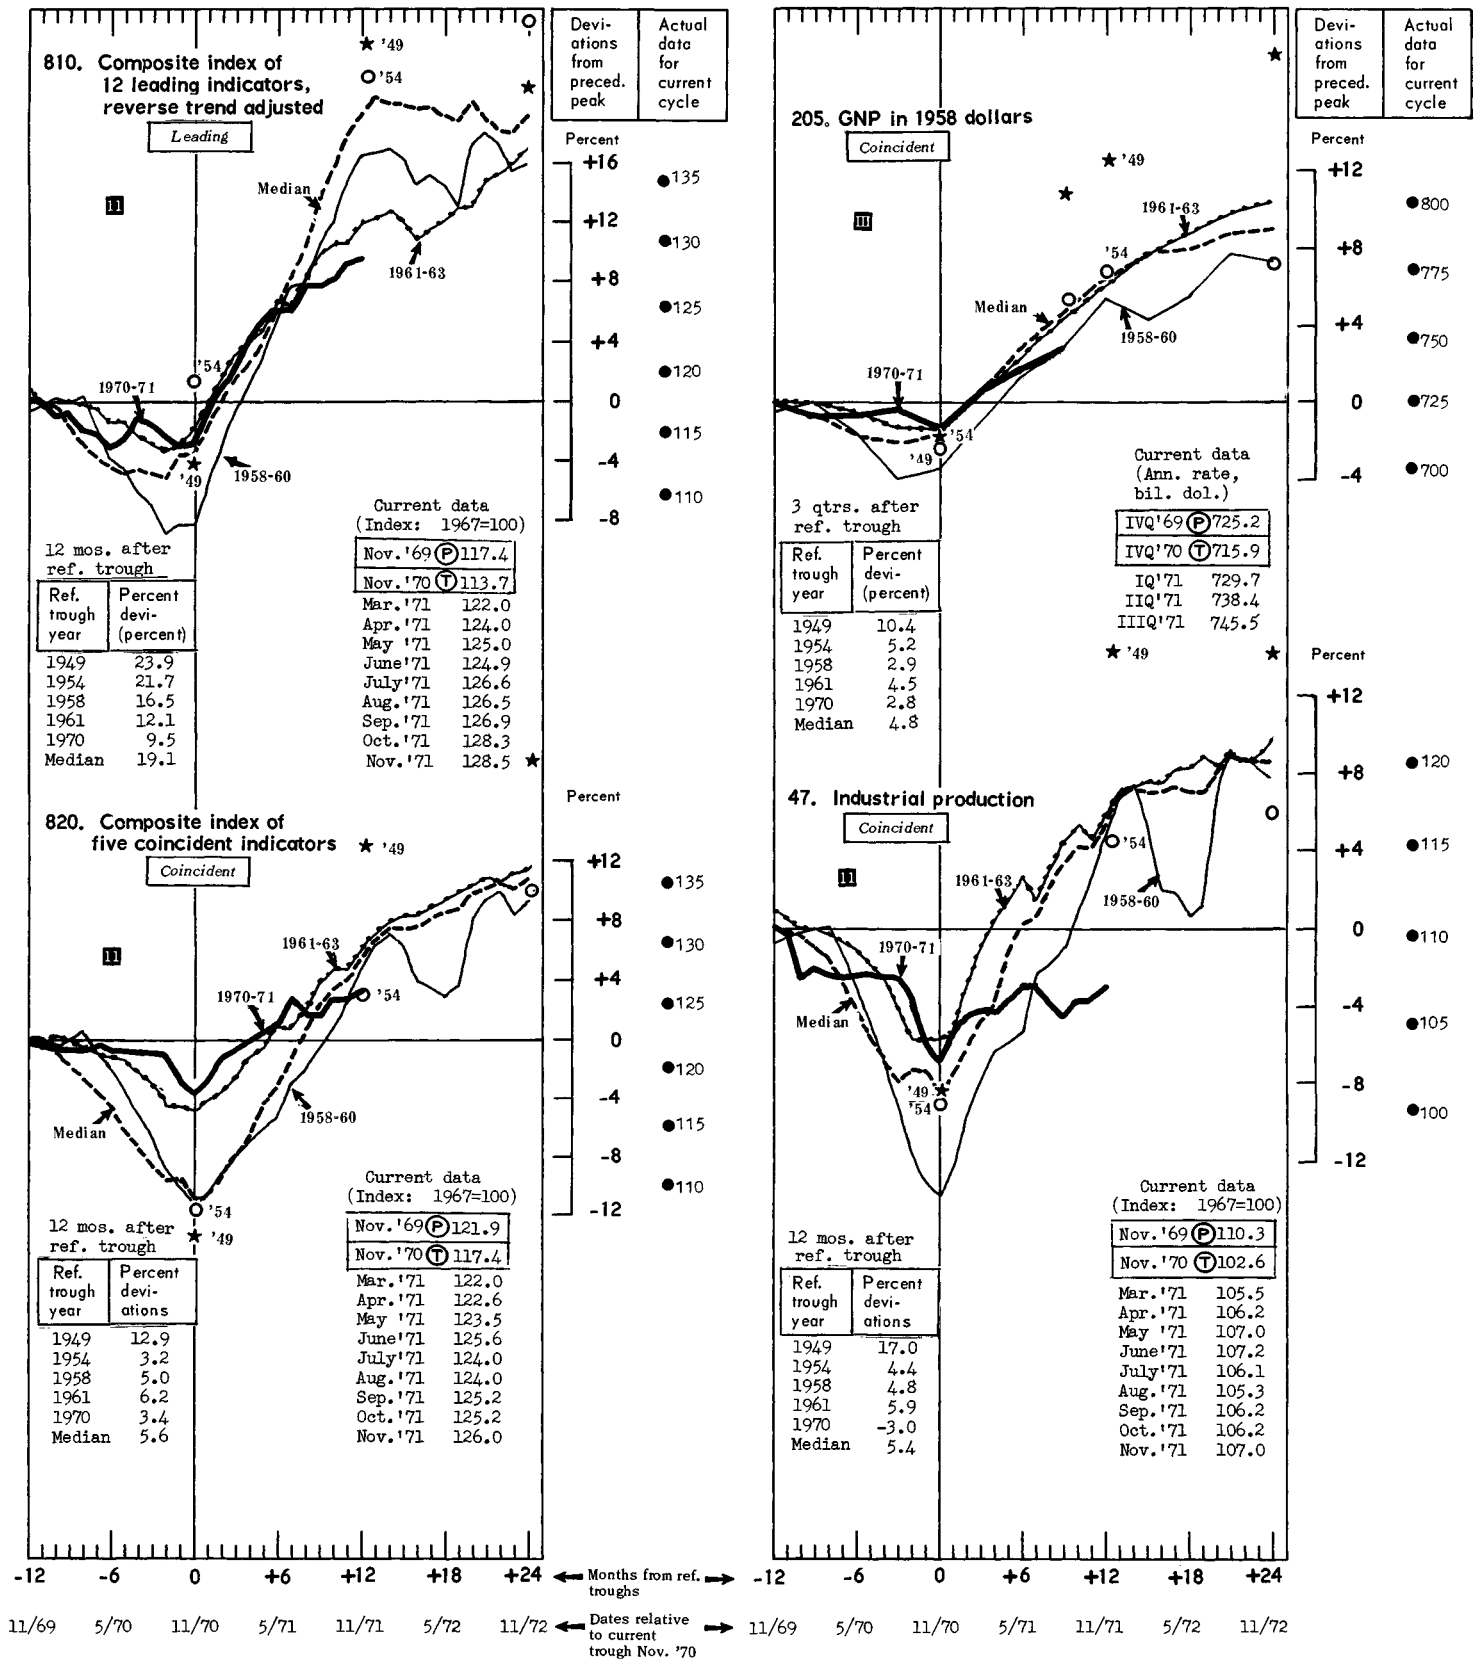 810. Composite index of
12 leading indicators,
reverse trend adjusted
Leading
★ '49
○ '54
Median
11
1961-63
'54
1970-71
'49
1958-60
Current data
(Index: 1967=100)
Nov.'69 Ⓟ 117.4
Nov.'70 Ⓣ 113.7
Mar.'71 122.0
Apr.'71 124.0
May '71 125.0
June'71 124.9
July'71 126.6
Aug.'71 126.5
Sep.'71 126.9
Oct.'71 128.3
Nov.'71 128.5
12 mos. after
ref. trough
Ref. trough year Percent devi- (percent)
1949 23.9
1954 21.7
1958 16.5
1961 12.1
1970 9.5
Median 19.1
Devi-
ations
from
preced.
peak
Actual
data
for
current
cycle
Percent
+16
+12
+8
+4
0
-4
-8
135
130
125
120
115
110
820. Composite index of
five coincident indicators
Coincident
★ '49
11
1961-63
1970-71
'54
Median
1958-60
'54
'49
Current data
(Index: 1967=100)
Nov.'69 Ⓟ 121.9
Nov.'70 Ⓣ 117.4
Mar.'71 122.0
Apr.'71 122.6
May '71 123.5
June'71 125.6
July'71 124.0
Aug.'71 124.0
Sep.'71 125.2
Oct.'71 125.2
Nov.'71 126.0
12 mos. after
ref. trough
Ref. trough year Percent devi- ations
1949 12.9
1954 3.2
1958 5.0
1961 6.2
1970 3.4
Median 5.6
Percent
+12
+8
+4
0
-4
-8
-12
135
130
125
120
115
110
-12 -6 0 +6 +12 +18 +24
11/69 5/70 11/70 5/71 11/71 5/72 11/72
Months from ref.
troughs
Dates relative
to current
trough Nov. '70
205. GNP in 1958 dollars
Coincident
★ '49
III
1961-63
'54
Median
1958-60
1970-71
'54
'49
Current data
(Ann. rate,
bil. dol.)
IVQ'69 Ⓟ 725.2
IVQ'70 Ⓣ 715.9
IQ'71 729.7
IIQ'71 738.4
IIIQ'71 745.5
3 qtrs. after
ref. trough
Ref. trough year Percent devi- (percent)
1949 10.4
1954 5.2
1958 2.9
1961 4.5
1970 2.8
Median 4.8
Devi-
ations
from
preced.
peak
Actual
data
for
current
cycle
Percent
+12
+8
+4
0
-4
800
775
750
725
700
47. Industrial production
Coincident
★ '49
11
'54
1961-63
1958-60
1970-71
Median
'49
'54
Current data
(Index: 1967=100)
Nov.'69 Ⓟ 110.3
Nov.'70 Ⓣ 102.6
Mar.'71 105.5
Apr.'71 106.2
May '71 107.0
June'71 107.2
July'71 106.1
Aug.'71 105.3
Sep.'71 106.2
Oct.'71 106.2
Nov.'71 107.0
12 mos. after
ref. trough
Ref. trough year Percent devi- ations
1949 17.0
1954 4.4
1958 4.8
1961 5.9
1970 -3.0
Median 5.4
Percent
+12
+8
+4
0
-4
-8
-12
120
115
110
105
100
-12 -6 0 +6 +12 +18 +24
11/69 5/70 11/70 5/71 11/71 5/72 11/72